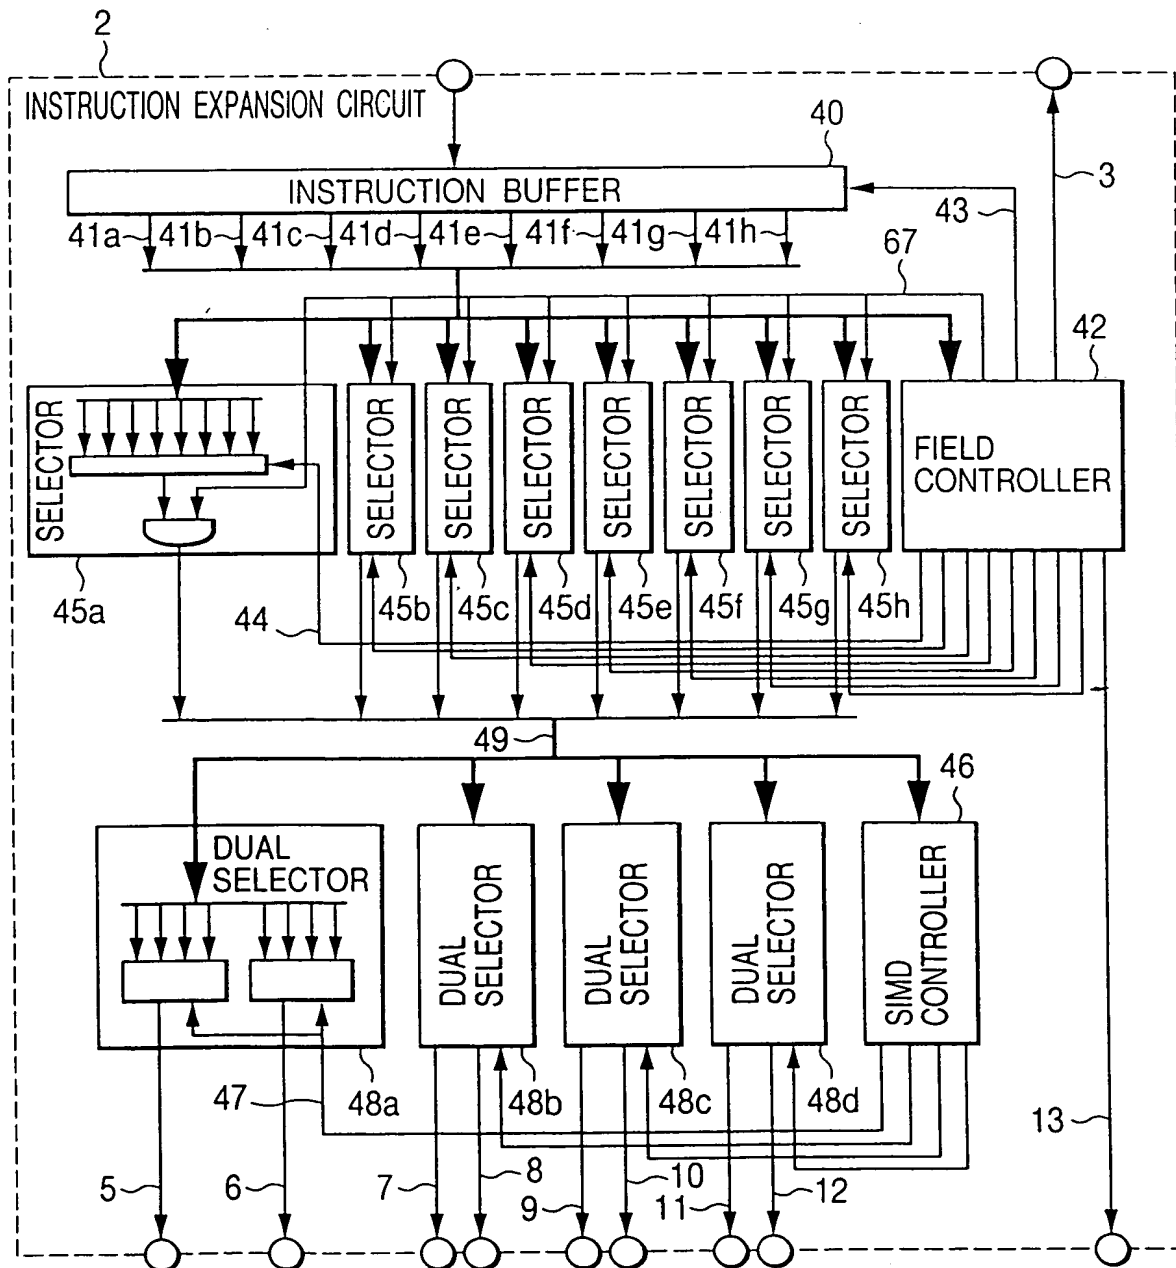 2
INSTRUCTION EXPANSION CIRCUIT
40
INSTRUCTION BUFFER
3
43
41a 41b 41c 41d 41e 41f 41g 41h
67
42
SELECTOR
SELECTOR
SELECTOR
SELECTOR
SELECTOR
SELECTOR
SELECTOR
SELECTOR
FIELD
CONTROLLER
45a
44
45b 45c 45d 45e 45f 45g 45h
49
46
DUAL
SELECTOR
DUAL
SELECTOR
DUAL
SELECTOR
DUAL
SELECTOR
SIMD
CONTROLLER
47
48a
48b
48c
48d
13
5
6
7
8
9
10
11
12